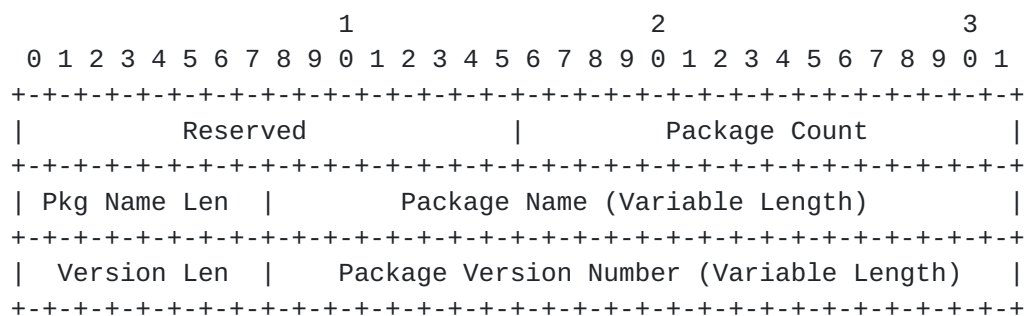 1                   2                   3
 0 1 2 3 4 5 6 7 8 9 0 1 2 3 4 5 6 7 8 9 0 1 2 3 4 5 6 7 8 9 0 1
+-+-+-+-+-+-+-+-+-+-+-+-+-+-+-+-+-+-+-+-+-+-+-+-+-+-+-+-+-+-+-+-+
|          Reserved             |         Package Count         |
+-+-+-+-+-+-+-+-+-+-+-+-+-+-+-+-+-+-+-+-+-+-+-+-+-+-+-+-+-+-+-+-+
| Pkg Name Len  |        Package Name (Variable Length)         |
+-+-+-+-+-+-+-+-+-+-+-+-+-+-+-+-+-+-+-+-+-+-+-+-+-+-+-+-+-+-+-+-+
|  Version Len  |    Package Version Number (Variable Length)   |
+-+-+-+-+-+-+-+-+-+-+-+-+-+-+-+-+-+-+-+-+-+-+-+-+-+-+-+-+-+-+-+-+